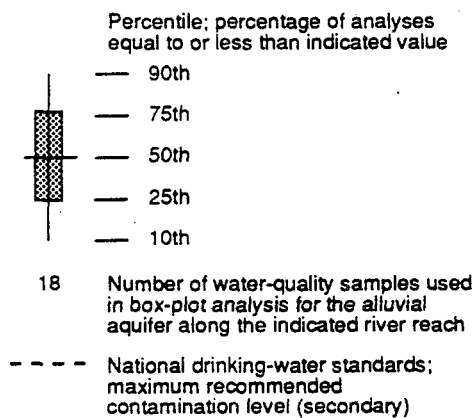 Percentile; percentage of analyses
equal to or less than indicated value
90th
75th
50th
25th
10th
18 Number of water-quality samples used
in box-plot analysis for the alluvial
aquifer along the indicated river reach
National drinking-water standards;
maximum recommended
contamination level (secondary)